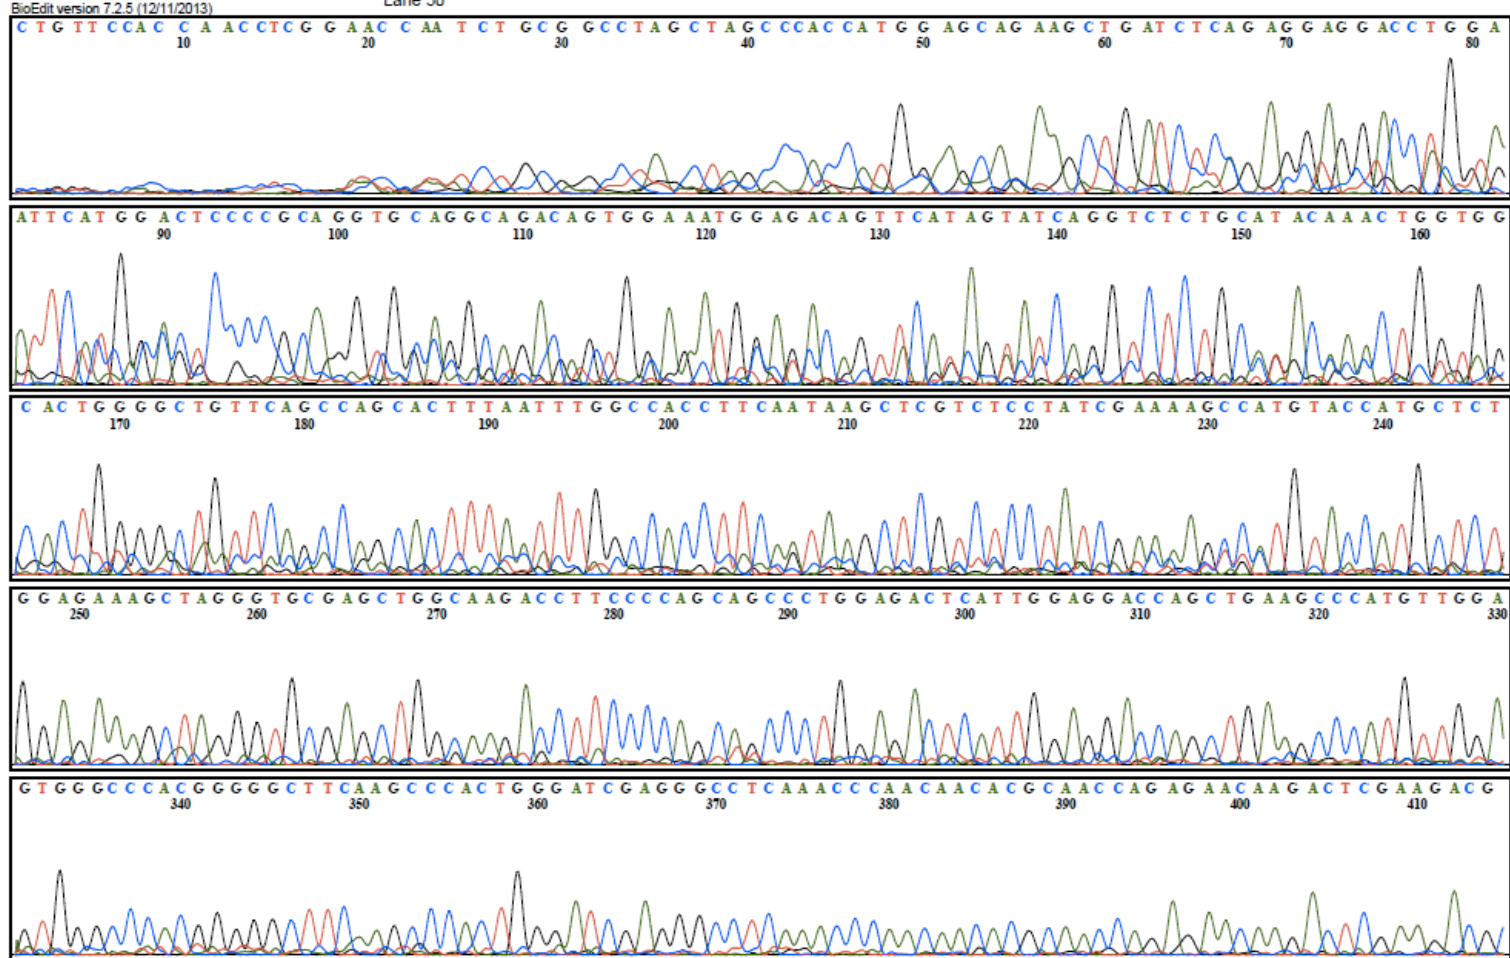 BioEdit version 7.2.5 (12/11/2013)
C T G T T C C A C C A A C C T C G G A A C C A A T C T G C G G C C T A G C T A G C C C A C C A T G G A G C A G A A G C T G A T C T C A G A G G A G G A C C T G G A
10 20 30 40 50 60 70 80
A T T C A T G G A C T C C C C G C A G G T G C A G G C A G A C A G T G G A A A T G G A G A C A G T T C A T A G T A T C A G G T C T C T G C A T A C A A A C T G G T G G
90 100 110 120 130 140 150 160
C A C T G G G G C T G T T C A G C C A G C A C T T T A A T T T G G C C A C C T T C A A T A A G C T C G T C T C C T A T C G A A A A G C C A T G T A C C A T G C T C T
170 180 190 200 210 220 230 240
G G A G A A A G C T A G G G T G C G A G C T G G C A A G A C C T T C C C C A G C A G C C C T G G A G A C T C A T T G G A G G A C C A G C T G A A G C C C A T G T T G G A
250 260 270 280 290 300 310 320 330
G T G G G C C C A C G G G G G C T T C A A G C C C A C T G G G A T C G A G G G C C T C A A A C C C A A C A A C A C G C A A C C A G A G A A C A A G A C T C G A A G A C G
340 350 360 370 380 390 400 410